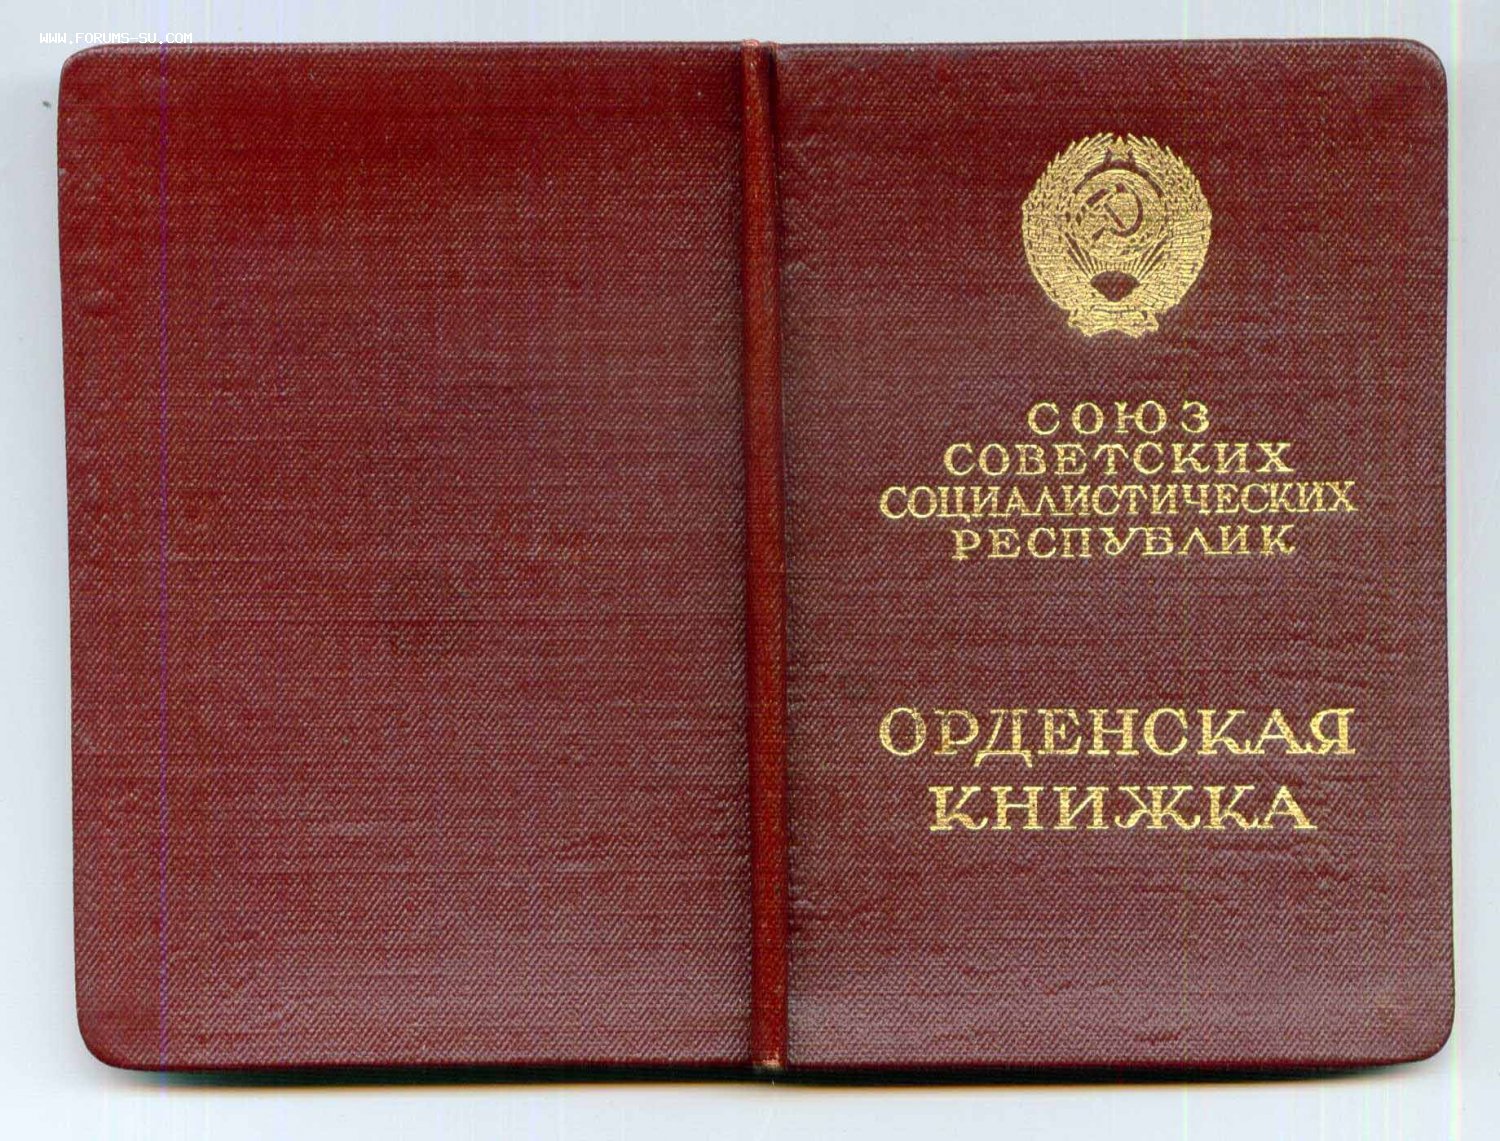 WWW.FORUMS-SU.COM
СОЮЗ
СОВЕТСКИХ
СОЦИАЛИСТИЧЕСКИХ
РЕСПУБЛИК
ОРДЕНСКАЯ
КНИЖКА